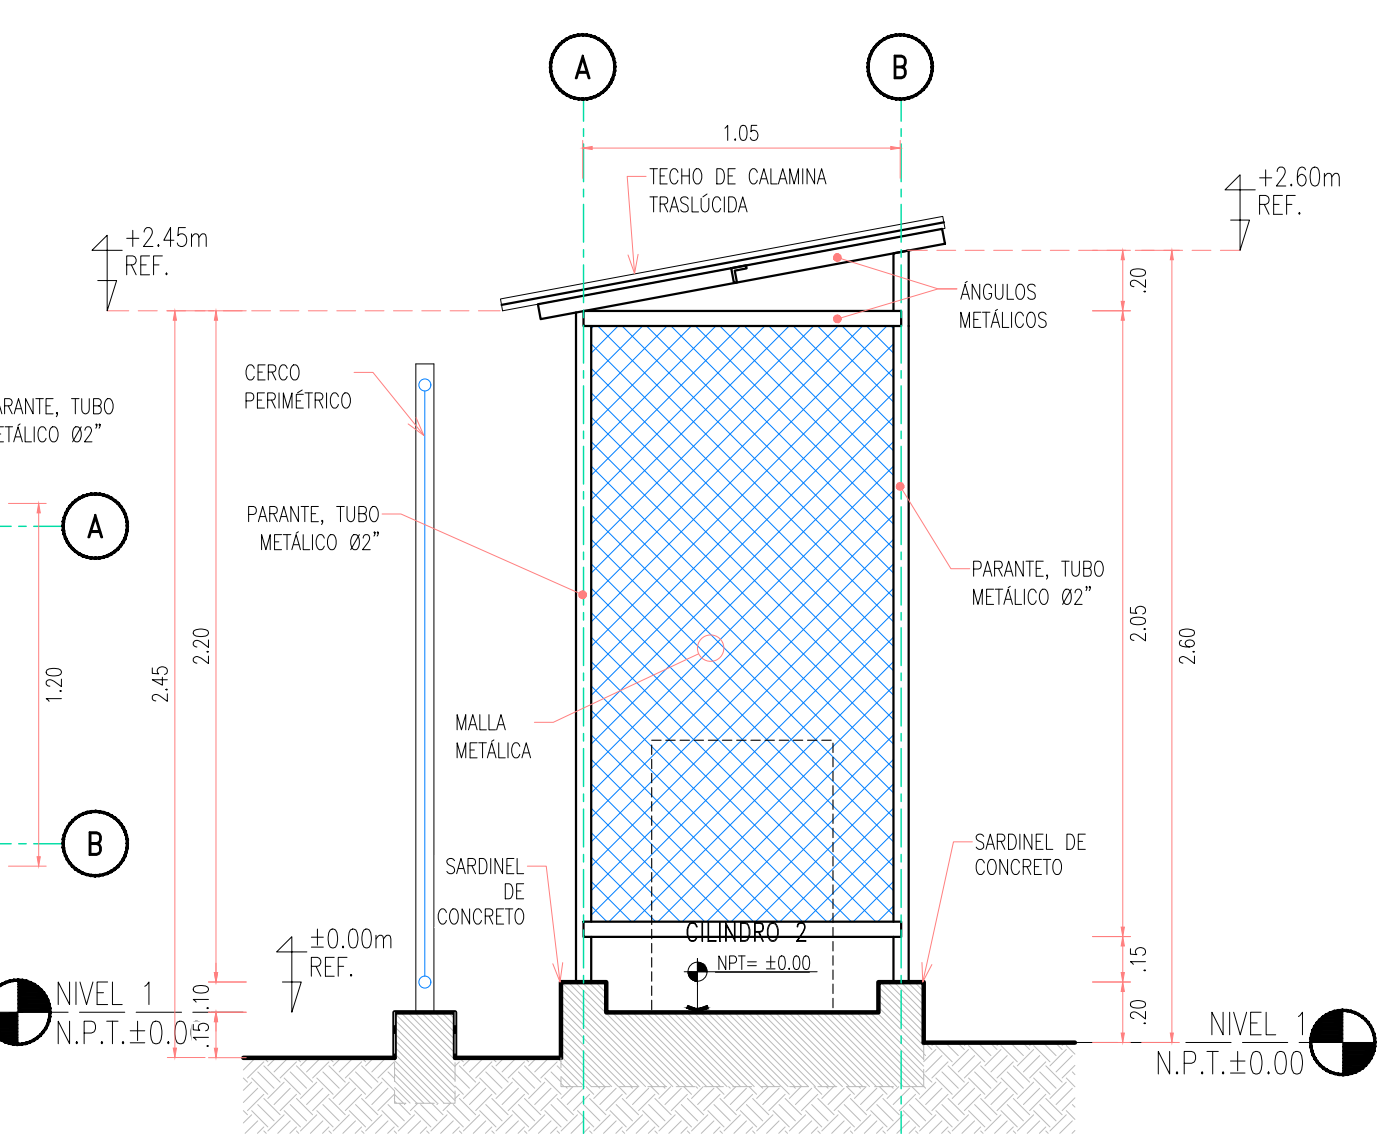 A
B
1.05
TECHO DE CALAMINA
TRASLÚCIDA
+2.60m
REF.
+2.45m
REF.
.20
ÁNGULOS
METÁLICOS
CERCO
PERIMÉTRICO
ARANTE, TUBO
ETÁLICO Ø2”
PARANTE, TUBO
METÁLICO Ø2”
A
PARANTE, TUBO
METÁLICO Ø2”
2.05
2.60
2.20
2.45
1.20
MALLA
METÁLICA
B
SARDINEL DE
CONCRETO
SARDINEL
DE
CONCRETO
CILINDRO 2
NPT= ±0.00
±0.00m
REF.
.15
.20
.10
.15
NIVEL 1
N.P.T.±0.00
NIVEL 1
N.P.T.±0.00